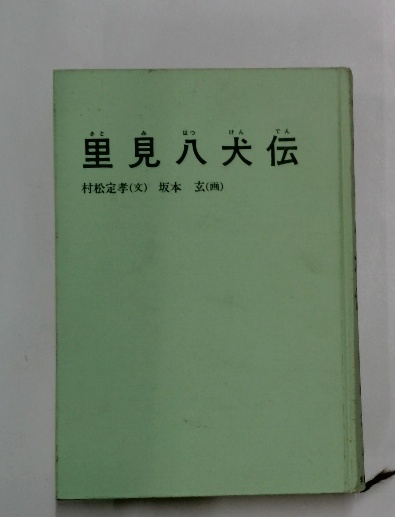 さと み はっ けん でん
里見八犬伝
村松定孝(文) 坂本 玄(画)